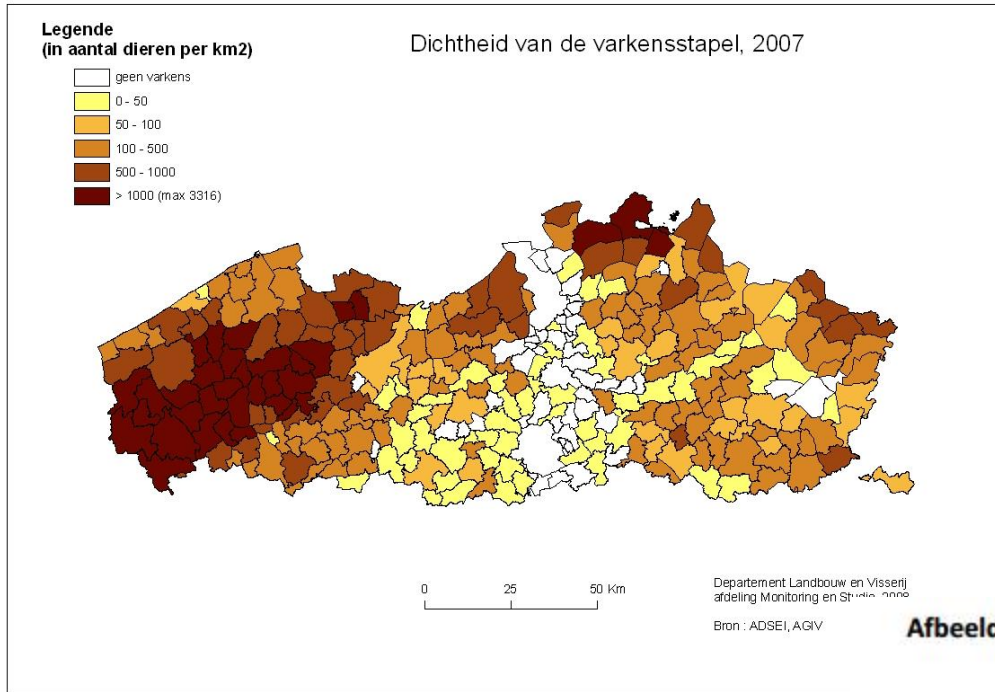 Legende
(in aantal dieren per km2)
geen varkens
0 - 50
50 - 100
100 - 500
500 - 1000
> 1000 (max 3316)
Dichtheid van de varkensstapel, 2007
0 25 50 Km
Departement Landbouw en Visserij
afdeling Monitoring en Studie, 2008
Bron : ADSEI, AGIV
Afbeeld